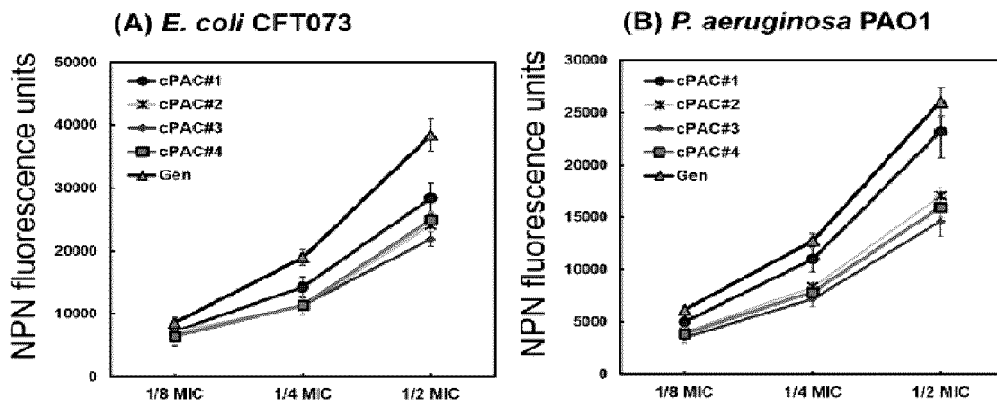 (A) E. coli CFT073
NPN fluorescence units
50000
40000
30000
20000
10000
0
cPAC#1
cPAC#2
cPAC#3
cPAC#4
Gen
1/8 MIC
1/4 MIC
1/2 MIC
(B) P. aeruginosa PAO1
NPN fluorescence units
30000
25000
20000
15000
10000
5000
0
cPAC#1
cPAC#2
cPAC#3
cPAC#4
Gen
1/8 MIC
1/4 MIC
1/2 MIC